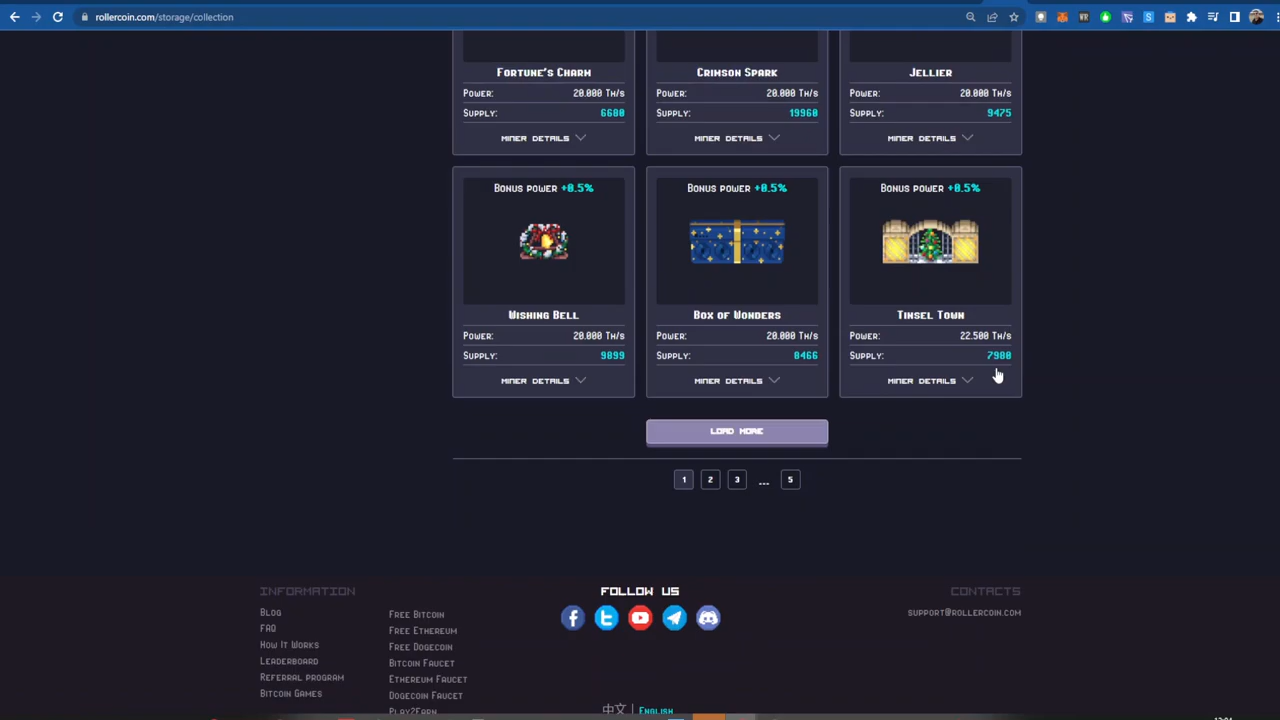 rollercoin.com/storage/collection
Fortune's Charm
Crimson Spark
Jellier
Power: 20.000 Th/s
Power: 20.000 Th/s
Power: 20.000 Th/s
Supply: 6600
Supply: 19960
Supply: 9475
Miner details
Miner details
Miner details
Bonus power +0.5%
Bonus power +0.5%
Bonus power +0.5%
Wishing Bell
Box of Wonders
Tinsel Town
Power: 20.000 Th/s
Power: 20.000 Th/s
Power: 22.500 Th/s
Supply: 9899
Supply: 8466
Supply: 7980
Miner details
Miner details
Miner details
Load more
1 2 3 ... 5
Information
Blog
FAQ
How It Works
Leaderboard
Referral program
Bitcoin Games
Free Bitcoin
Free Ethereum
Free Dogecoin
Bitcoin Faucet
Ethereum Faucet
Dogecoin Faucet
Play2Earn
Follow us
Contacts
support@rollercoin.com
中文 | English